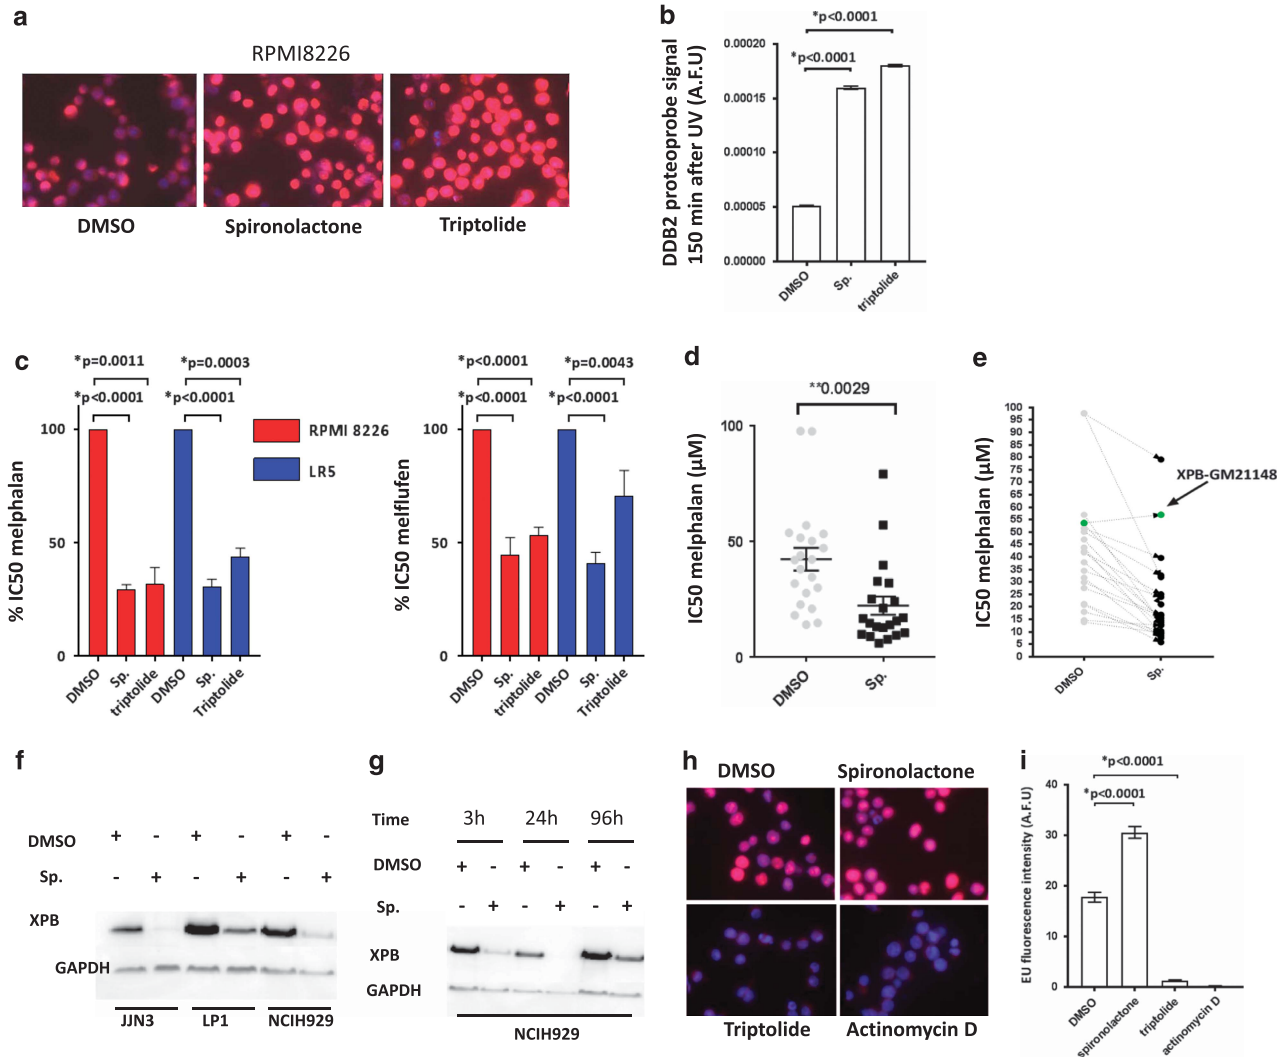 a
RPMI8226
DMSO
Spironolactone
Triptolide
b
*p<0.0001
*p<0.0001
DDB2 proteoprobe signal
150 min after UV (A.F.U)
0.00020
0.00015
0.00010
0.00005
0.00000
DMSO
Sp.
triptolide
c
*p=0.0011
*p=0.0003
*p<0.0001
*p<0.0001
% IC50 melphalan
100
50
0
DMSO
Sp.
triptolide
DMSO
Sp.
Triptolide
RPMI 8226
LR5
*p<0.0001
*p=0.0043
*p<0.0001
*p<0.0001
% IC50 melflufen
100
50
0
DMSO
Sp.
triptolide
DMSO
Sp.
Triptolide
d
**0.0029
IC50 melphalan (µM)
100
50
0
DMSO
Sp.
e
IC50 melphalan (µM)
100
95
90
85
80
75
70
65
60
55
50
45
40
35
30
25
20
15
10
5
0
XPB-GM21148
DMSO
Sp.
f
DMSO + - + - + -
Sp. - + - + - +
XPB
GAPDH
JJN3 LP1 NCIH929
g
Time 3h 24h 96h
DMSO + - + - + -
Sp. - + - + - +
XPB
GAPDH
NCIH929
h
DMSO
Spironolactone
Triptolide
Actinomycin D
i
*p<0.0001
*p<0.0001
EU fluorescence intensity (A.F.U)
40
30
20
10
0
DMSO
spironolactone
triptolide
actinomycin D